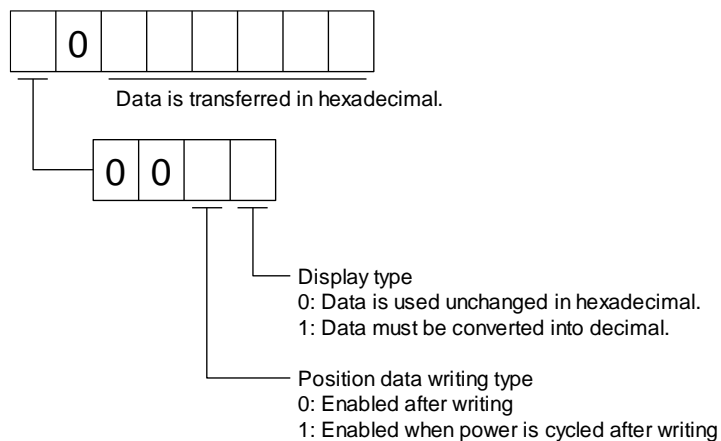 0
Data is transferred in hexadecimal.
0 0
Display type
0: Data is used unchanged in hexadecimal.
1: Data must be converted into decimal.
Position data writing type
0: Enabled after writing
1: Enabled when power is cycled after writing